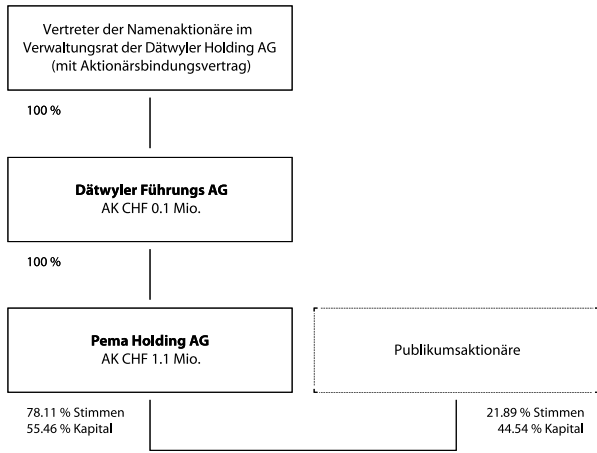 Vertreter der Namenaktionäre im
Verwaltungsrat der Dätwyler Holding AG
(mit Aktionärsbindungsvertrag)
100 %
Dätwyler Führungs AG
AK CHF 0.1 Mio.
100 %
Pema Holding AG
AK CHF 1.1 Mio.
Publikumsaktionäre
78.11 % Stimmen
55.46 % Kapital
21.89 % Stimmen
44.54 % Kapital